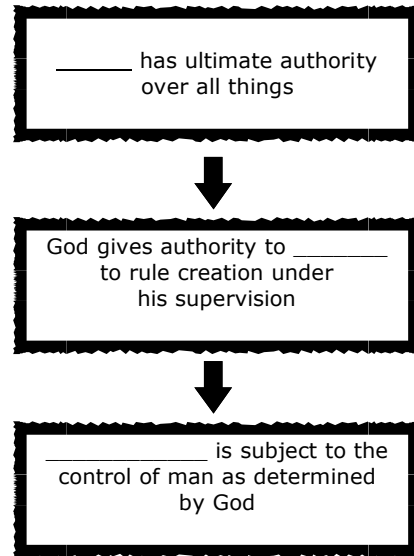 ______ has ultimate authority
over all things
God gives authority to _______
to rule creation under
his supervision
____________ is subject to the
control of man as determined
by God